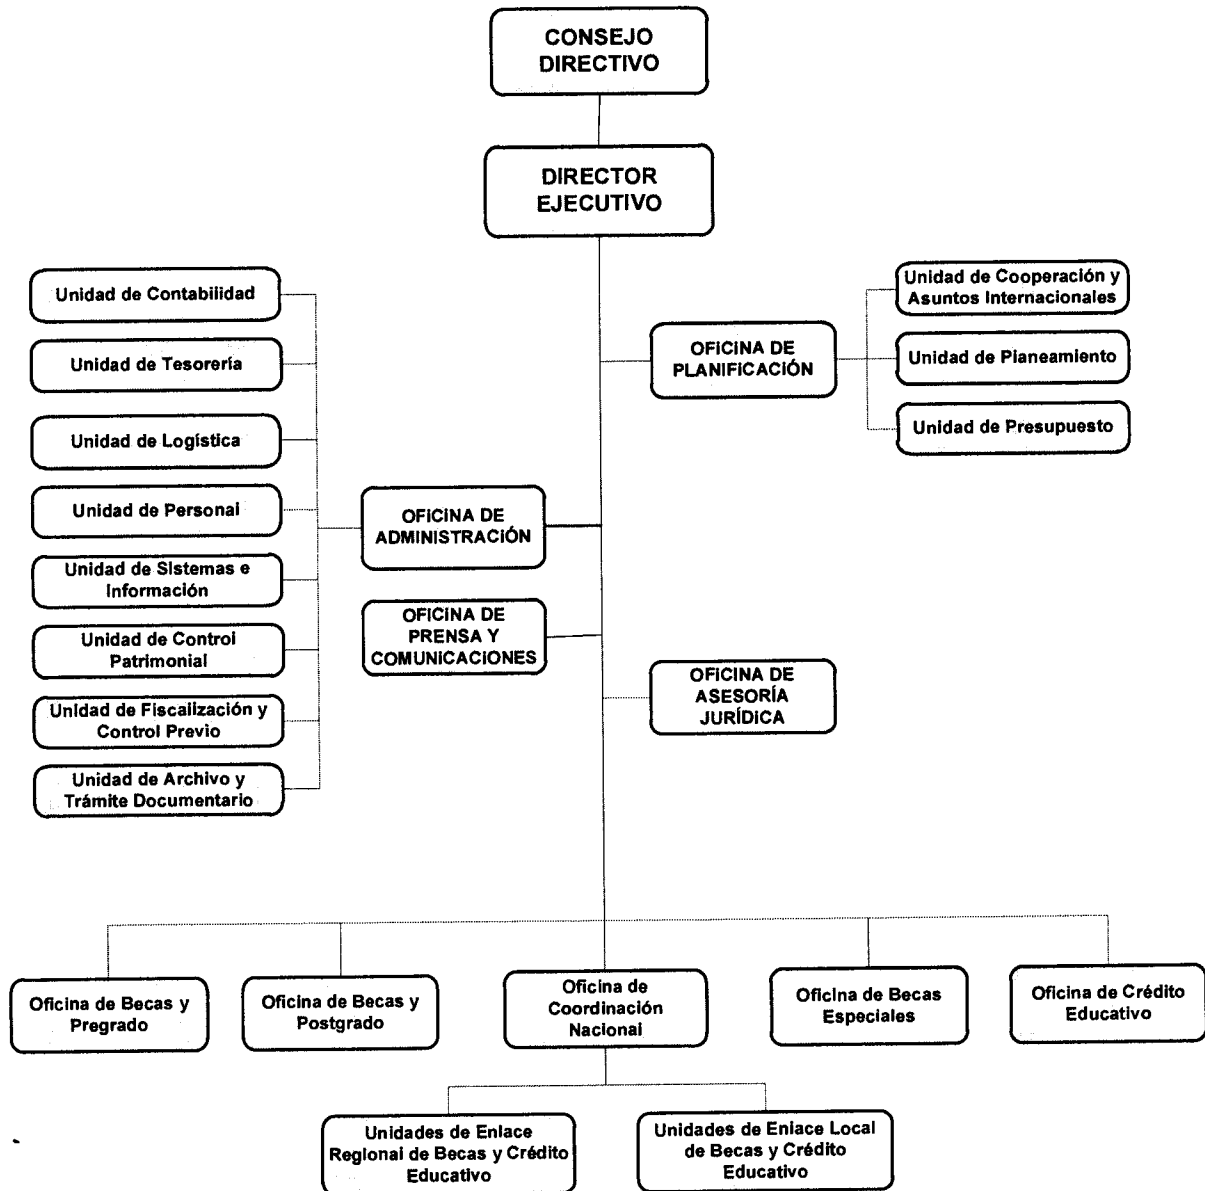 CONSEJO
DIRECTIVO
DIRECTOR
EJECUTIVO
Unidad de Contabilidad
Unidad de Tesorería
Unidad de Logística
Unidad de Personal
Unidad de Sistemas e
Información
Unidad de Control
Patrimonial
Unidad de Fiscalización y
Control Previo
Unidad de Archivo y
Trámite Documentario
OFICINA DE
ADMINISTRACIÓN
OFICINA DE
PRENSA Y
COMUNICACIONES
OFICINA DE
PLANIFICACIÓN
Unidad de Cooperación y
Asuntos Internacionales
Unidad de Planeamiento
Unidad de Presupuesto
OFICINA DE
ASESORÍA
JURÍDICA
Oficina de Becas y
Pregrado
Oficina de Becas y
Postgrado
Oficina de
Coordinación
Nacional
Oficina de Becas
Especiales
Oficina de Crédito
Educativo
Unidades de Enlace
Regional de Becas y Crédito
Educativo
Unidades de Enlace Local
de Becas y Crédito
Educativo